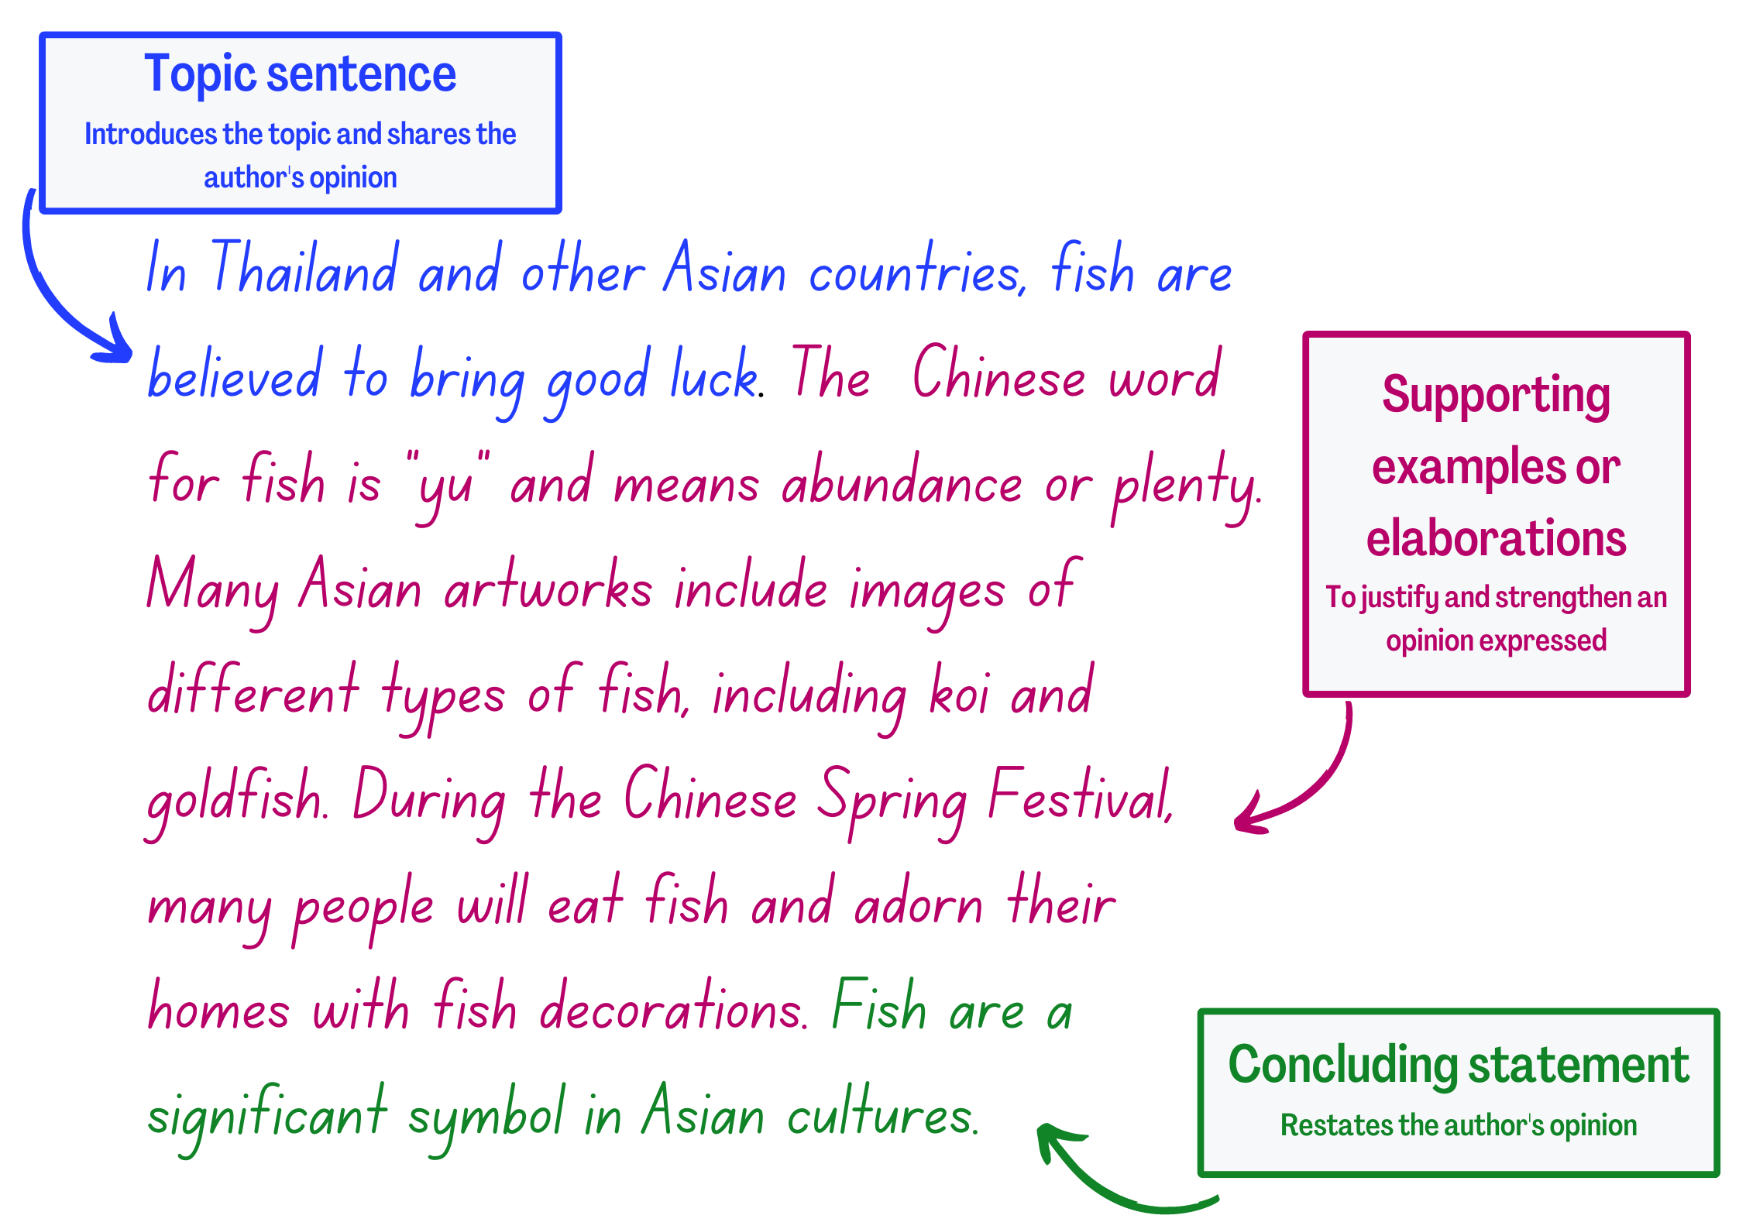 Topic sentence
Introduces the topic and shares the
author's opinion
In Thailand and other Asian countries, fish are
believed to bring good luck. The Chinese word
for fish is "yu" and means abundance or plenty.
Many Asian artworks include images of
different types of fish, including koi and
goldfish. During the Chinese Spring Festival,
many people will eat fish and adorn their
homes with fish decorations. Fish are a
significant symbol in Asian cultures.
Supporting
examples or
elaborations
To justify and strengthen an
opinion expressed
Concluding statement
Restates the author's opinion